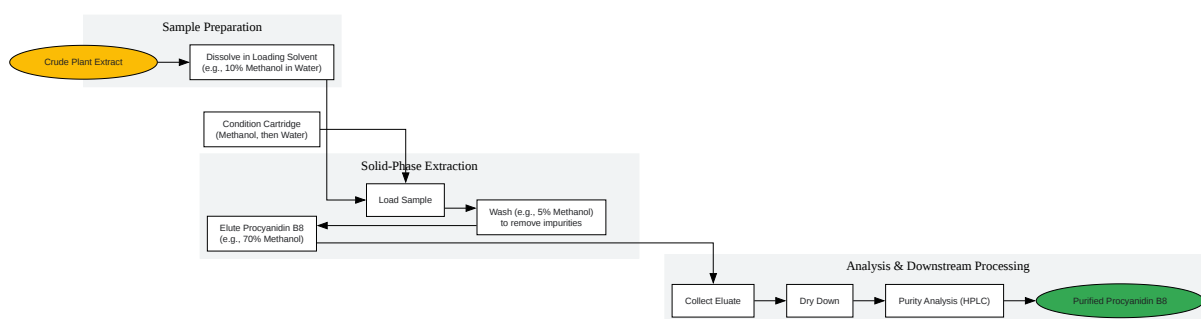 Sample Preparation
Crude Plant Extract
Dissolve in Loading Solvent
(e.g., 10% Methanol in Water)
Condition Cartridge
(Methanol, then Water)
Solid-Phase Extraction
Load Sample
Wash (e.g., 5% Methanol)
to remove impurities
Elute Procyanidin B8
(e.g., 70% Methanol)
Analysis & Downstream Processing
Collect Eluate
Dry Down
Purity Analysis (HPLC)
Purified Procyanidin B8